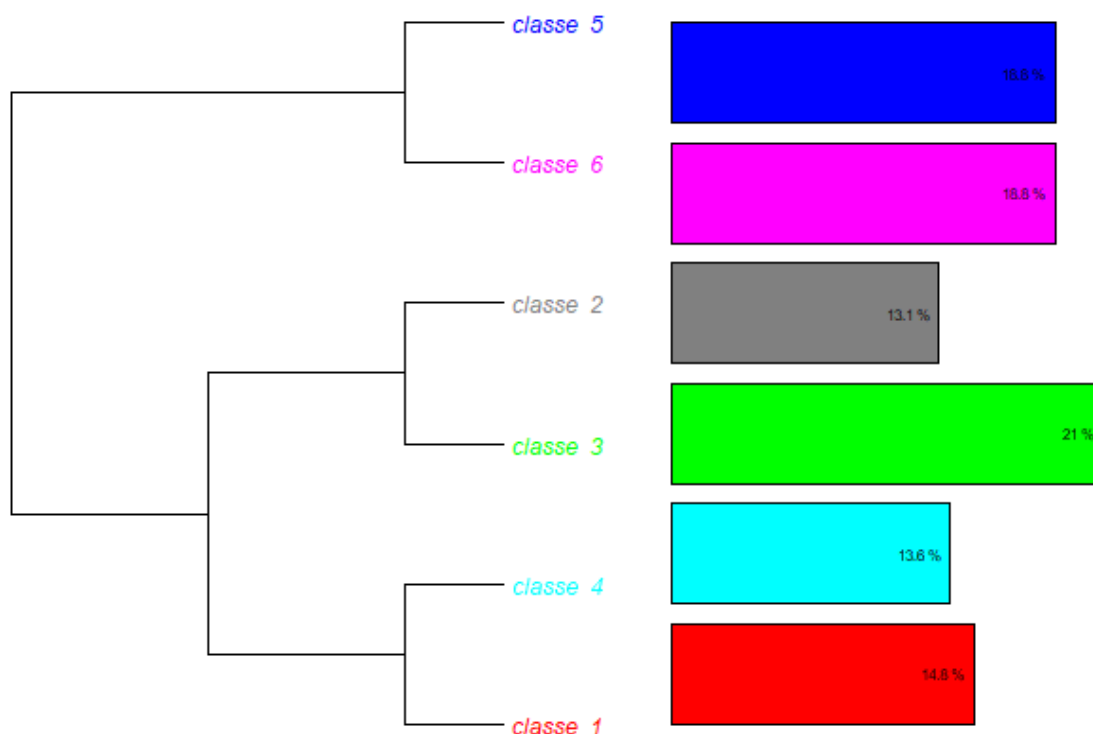 classe 5 18.8 %
classe 6 18.8 %
classe 2 13.1 %
classe 3 21 %
classe 4 13.6 %
classe 1 14.8 %